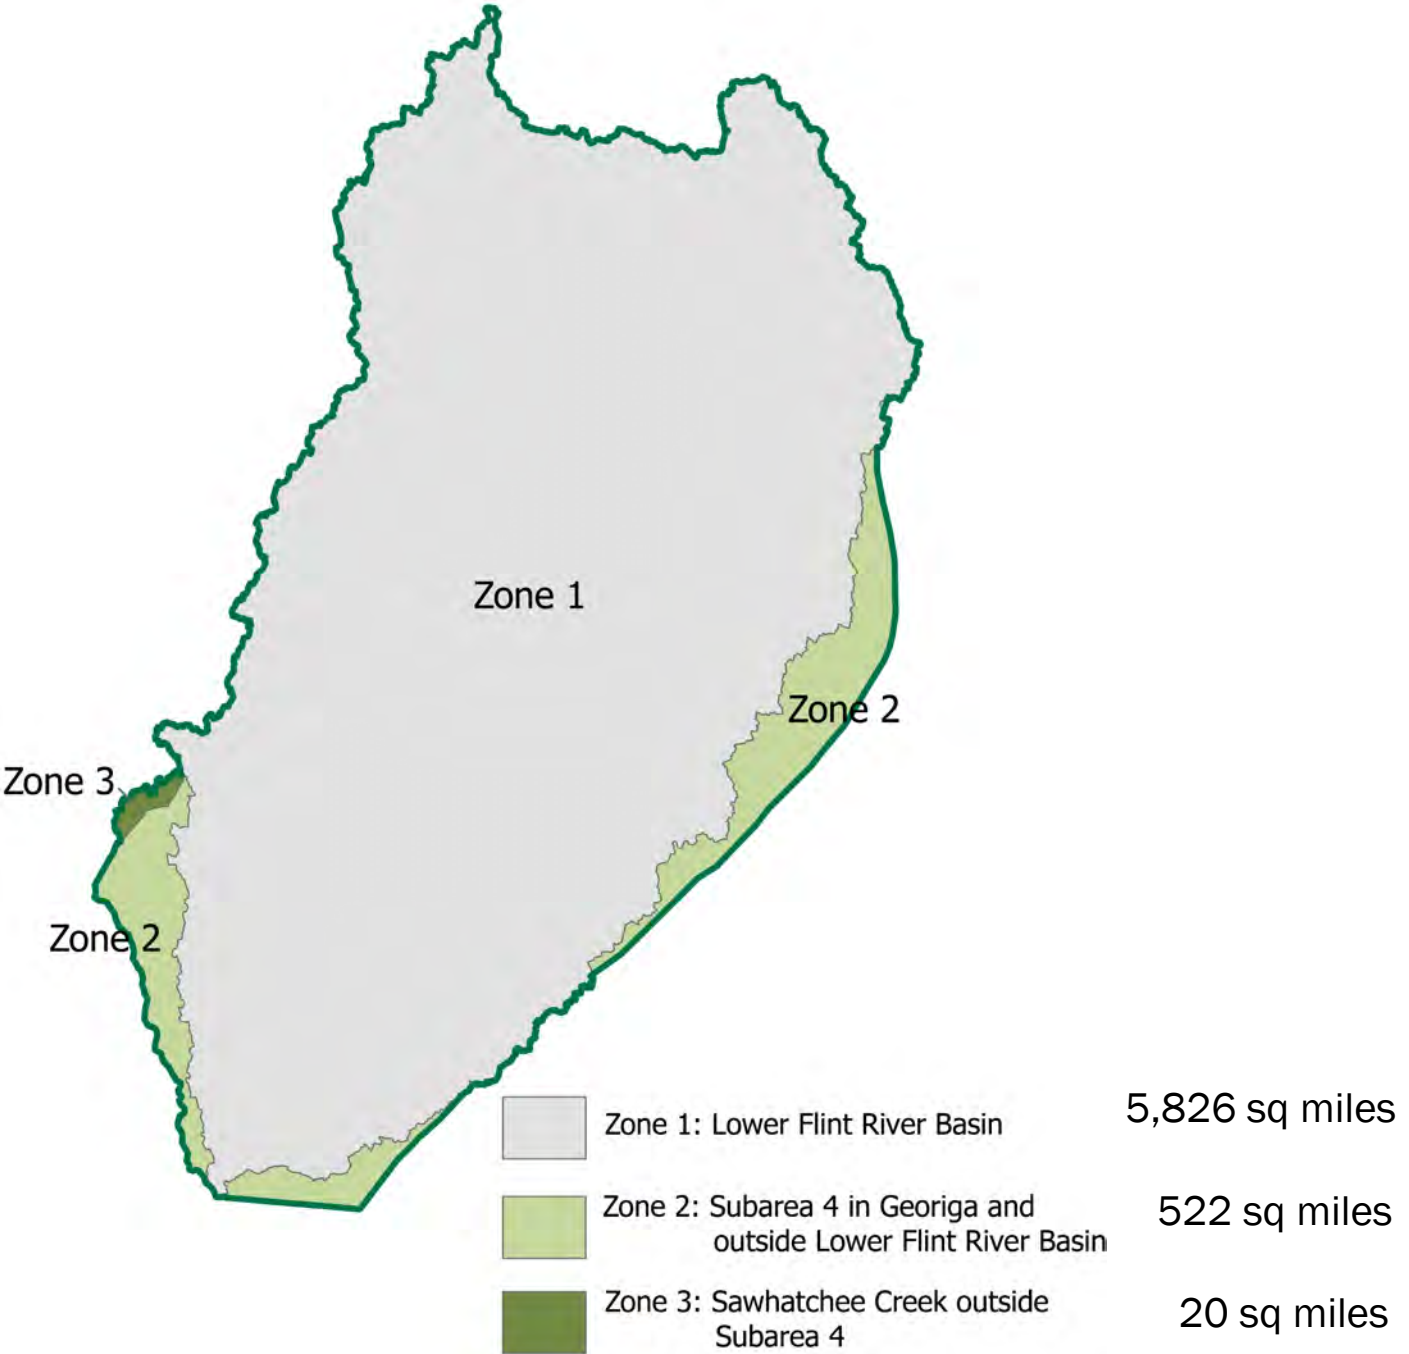 Zone 1
Zone 2
Zone 3
Zone 2
Zone 1: Lower Flint River Basin
5,826 sq miles
Zone 2: Subarea 4 in Georiga and
outside Lower Flint River Basin
522 sq miles
Zone 3: Sawhatchee Creek outside
Subarea 4
20 sq miles